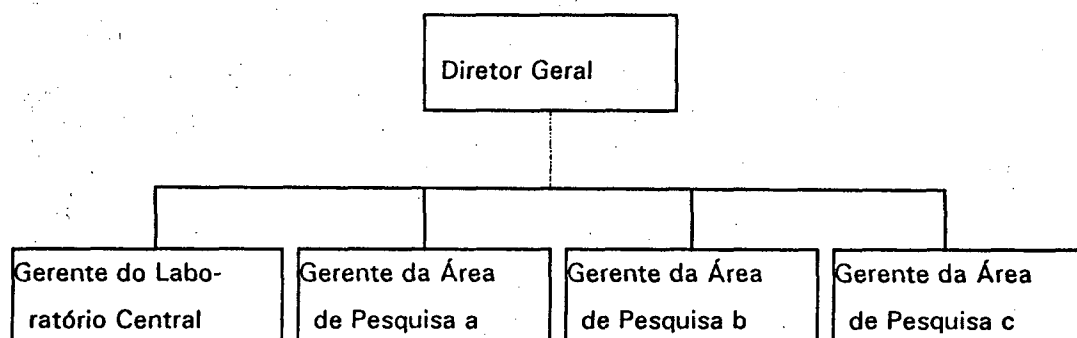 Diretor Geral
Gerente do Labo-
ratório Central
Gerente da Área
de Pesquisa a
Gerente da Área
de Pesquisa b
Gerente da Área
de Pesquisa c